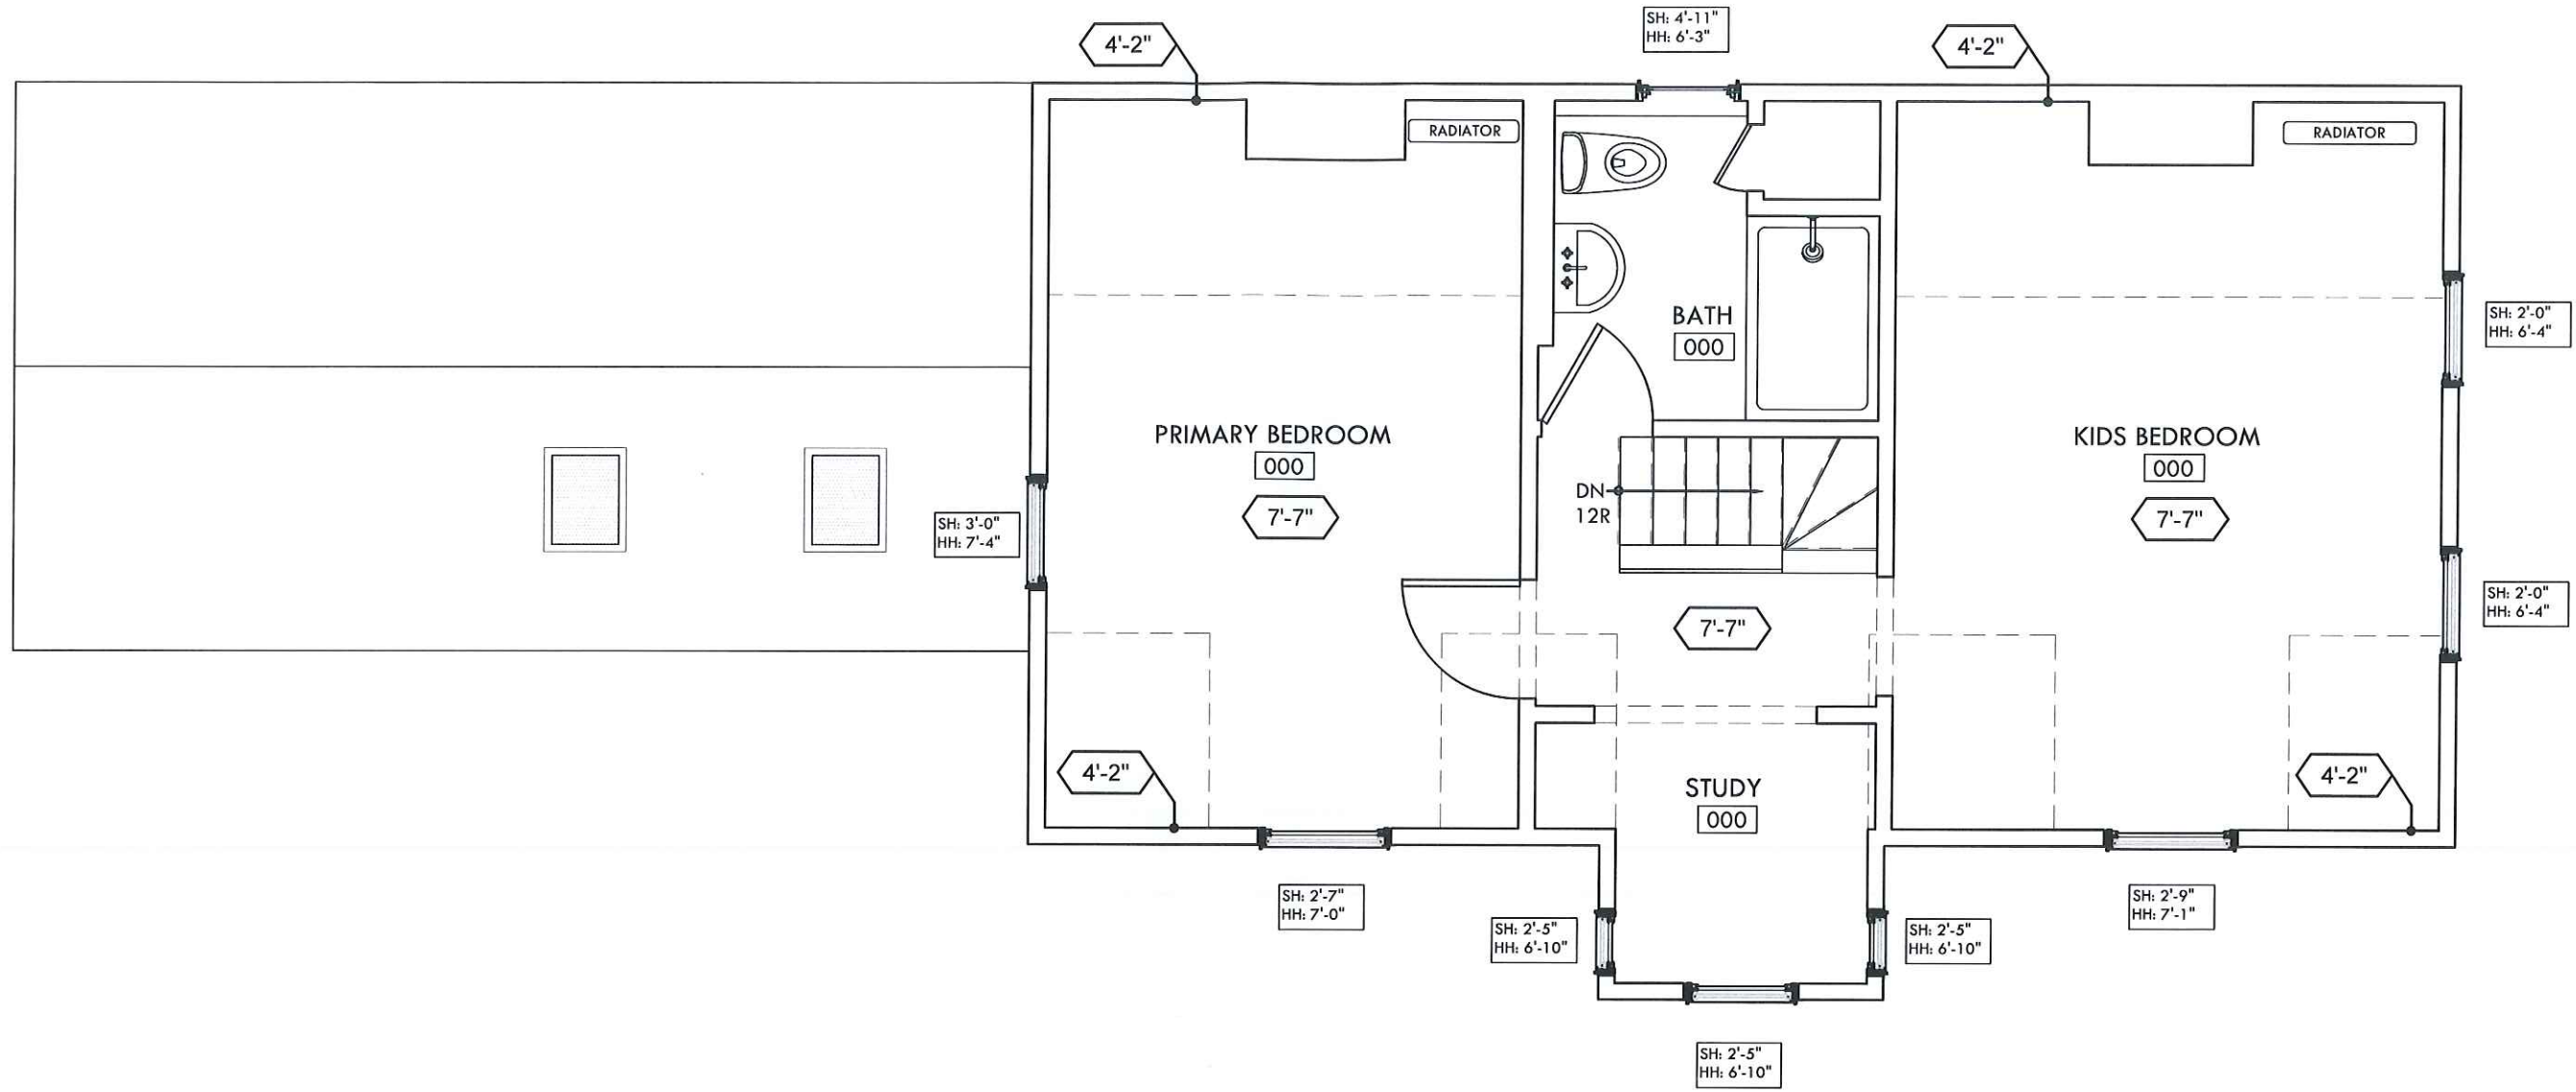 SH: 4'-11"
HH: 6'-3"
4'-2"
4'-2"
RADIATOR
RADIATOR
BATH
000
SH: 2'-0"
HH: 6'-4"
PRIMARY BEDROOM
000
7'-7"
KIDS BEDROOM
000
7'-7"
DN
12R
SH: 3'-0"
HH: 7'-4"
SH: 2'-0"
HH: 6'-4"
7'-7"
4'-2"
STUDY
000
4'-2"
SH: 2'-7"
HH: 7'-0"
SH: 2'-5"
HH: 6'-10"
SH: 2'-5"
HH: 6'-10"
SH: 2'-9"
HH: 7'-1"
SH: 2'-5"
HH: 6'-10"